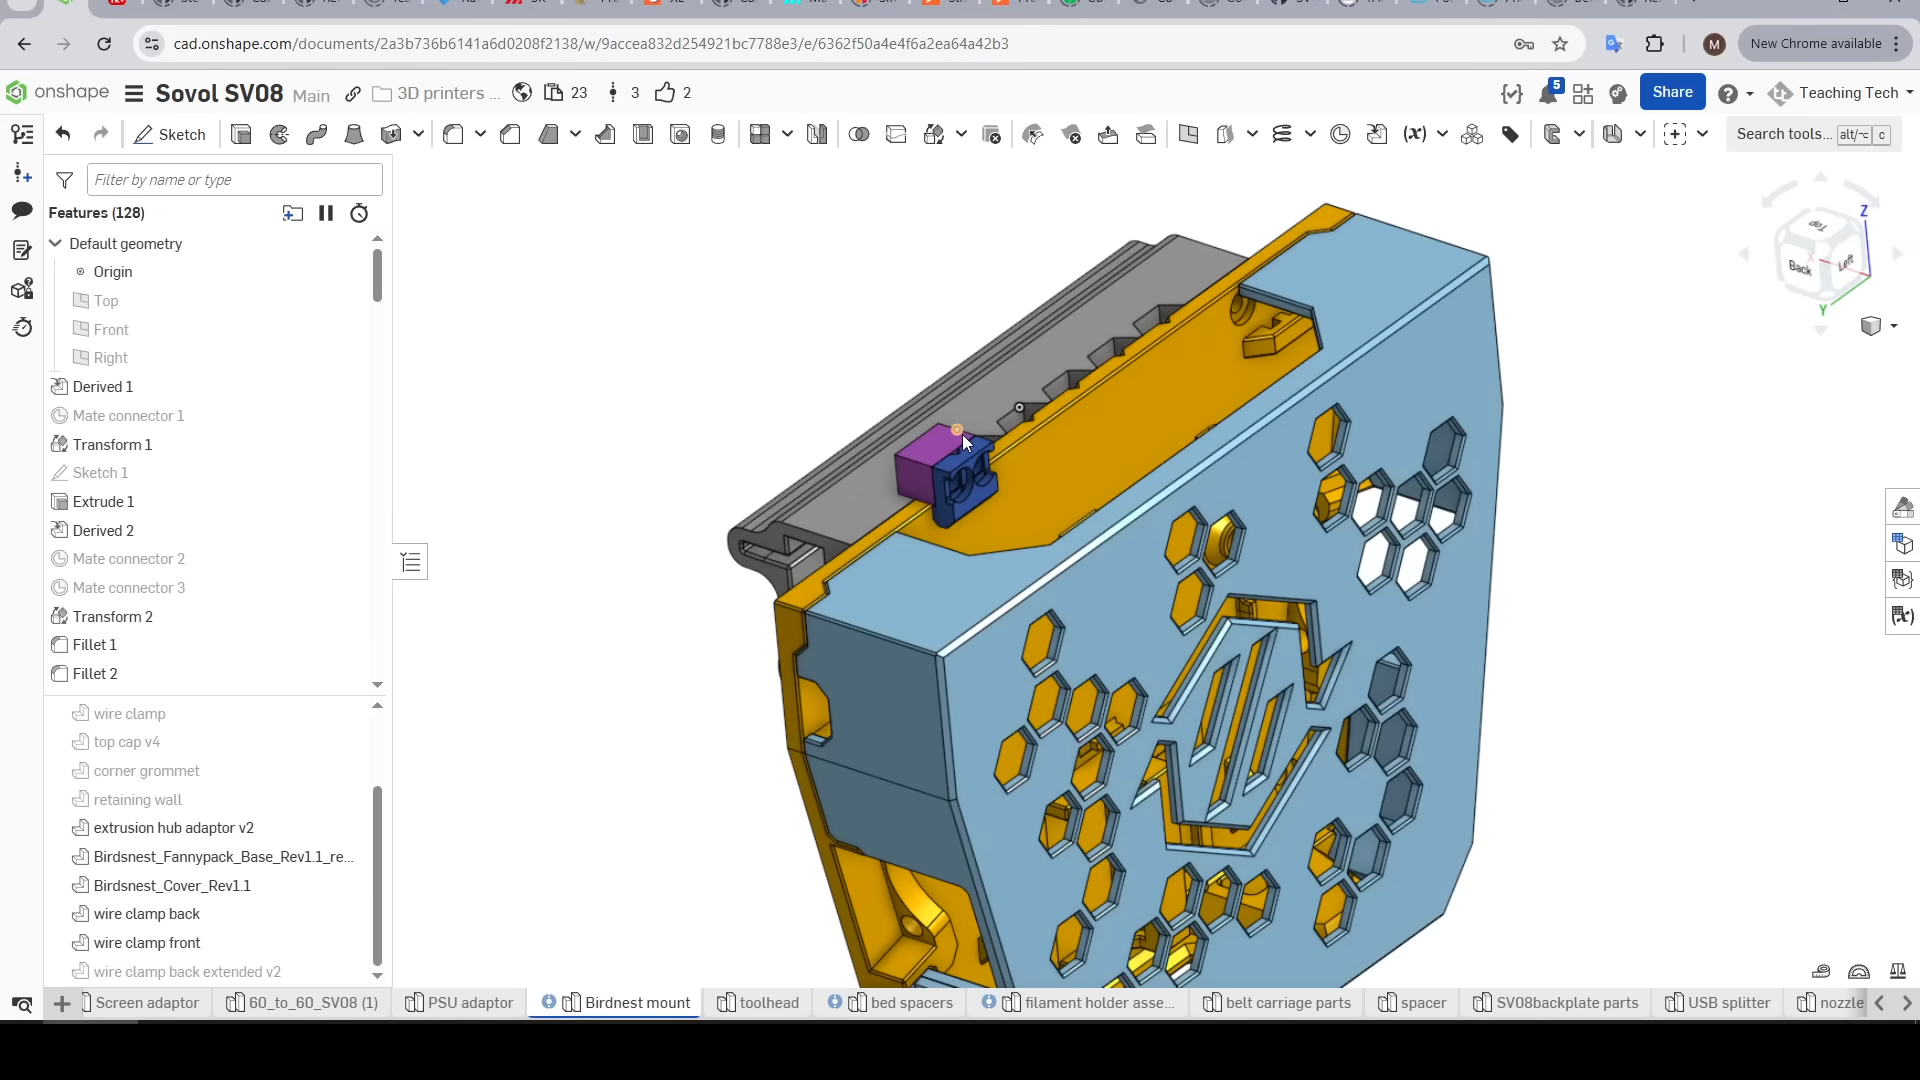 cad.onshape.com/documents/2a3b736b6141a6d0208f2138/w/9accea832d254921bc7788e3/e/6362f50a4e4f6a2ea64a42b3
M
New Chrome available
onshape
Sovol SV08 Main
3D printers ...
23
3
2
5
Share
?
Teaching Tech
Sketch
(x)
Search tools... alt/⌥ c
Filter by name or type
Features (128)
Default geometry
Origin
Top
Front
Right
Derived 1
Mate connector 1
Transform 1
Sketch 1
Extrude 1
Derived 2
Mate connector 2
Mate connector 3
Transform 2
Fillet 1
Fillet 2
wire clamp
top cap v4
corner grommet
retaining wall
extrusion hub adaptor v2
Birdsnest_Fannypack_Base_Rev1.1_re...
Birdsnest_Cover_Rev1.1
wire clamp back
wire clamp front
wire clamp back extended v2
Z
Top
X
Back
Left
Y
(x)
Screen adaptor
60_to_60_SV08 (1)
PSU adaptor
Birdnest mount
toolhead
bed spacers
filament holder asse...
belt carriage parts
spacer
SV08backplate parts
USB splitter
nozzle